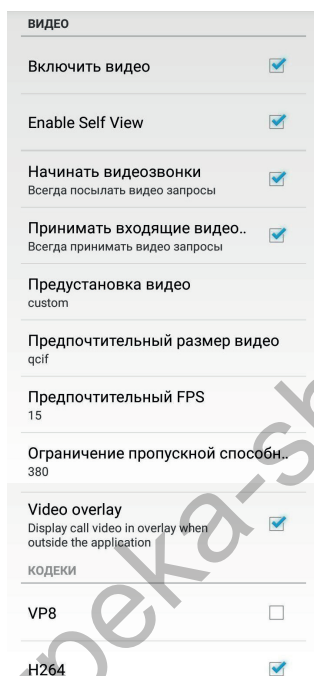 ВИДЕО
Включить видео
Enable Self View
Начинать видеозвонки
Всегда посылать видео запросы
Принимать входящие видео..
Всегда принимать видео запросы
Предустановка видео
custom
Предпочтительный размер видео
qcif
Предпочтительный FPS
15
Ограничение пропускной способн..
380
Video overlay
Display call video in overlay when
outside the application
КОДЕКИ
VP8
H264